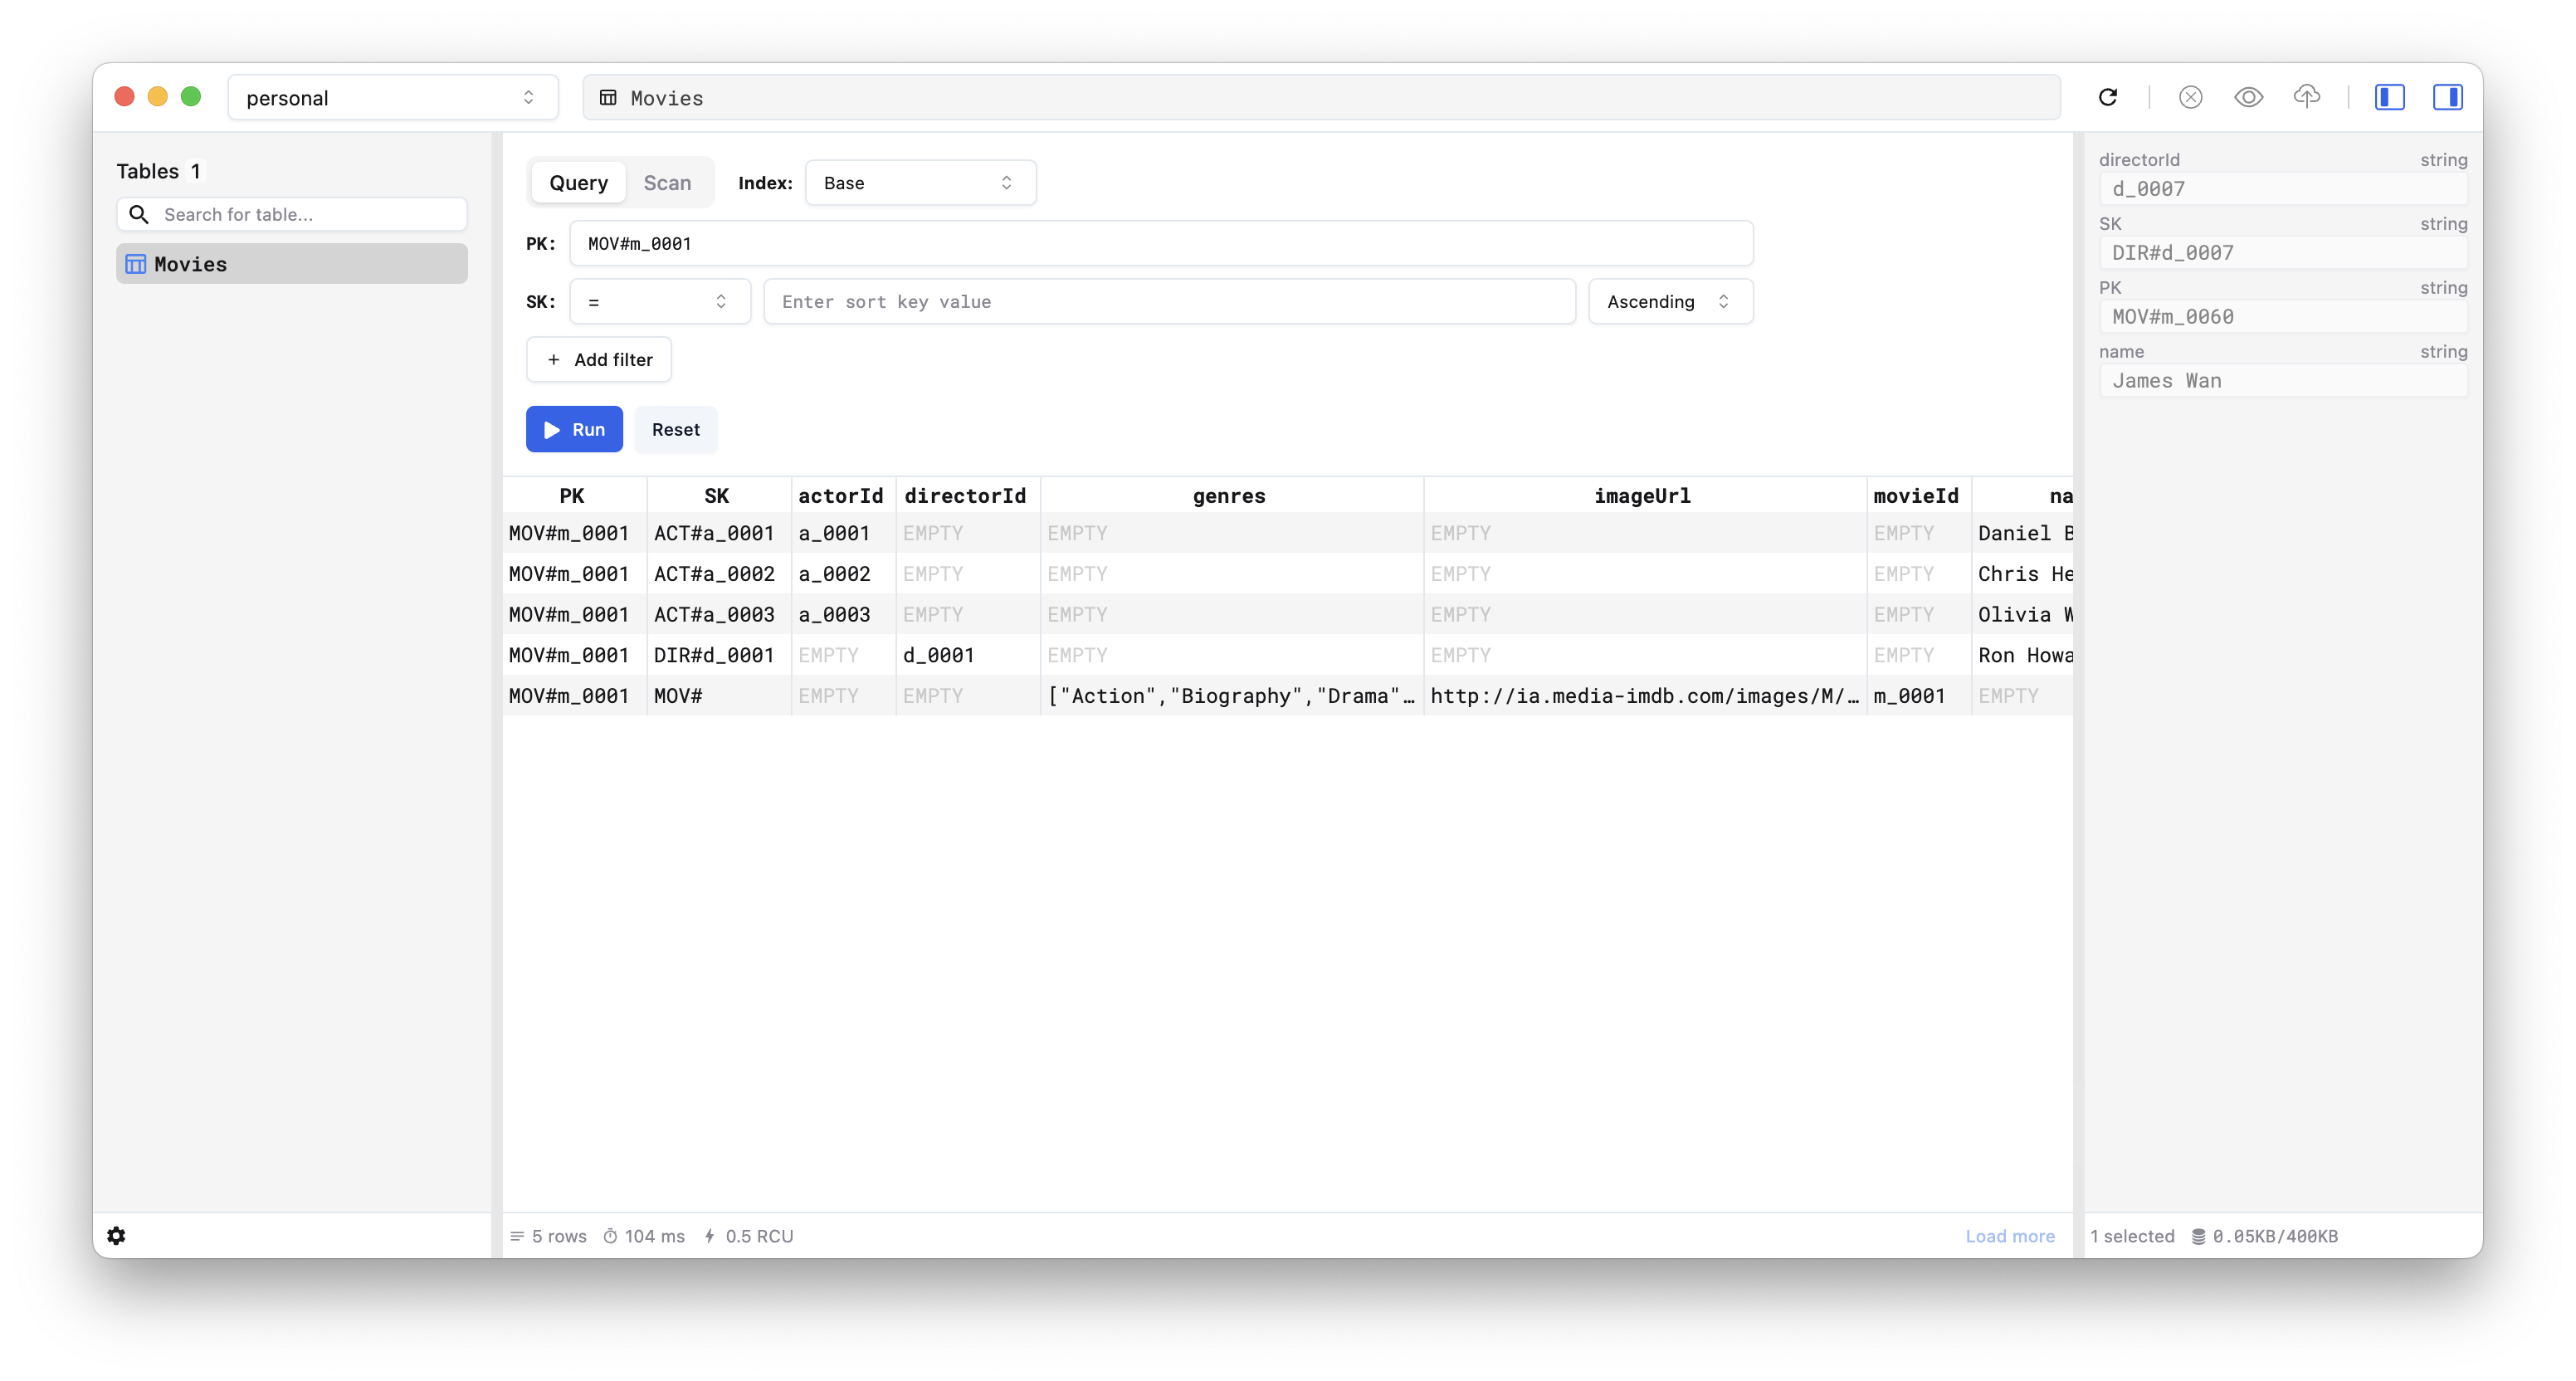 personal
Movies
Tables 1
Search for table...
Movies
Query Scan Index: Base
PK: MOV#m_0001
SK: = Enter sort key value Ascending
+ Add filter
Run Reset
PK SK actorId directorId genres imageUrl movieId na
MOV#m_0001 ACT#a_0001 a_0001 EMPTY EMPTY EMPTY EMPTY Daniel B
MOV#m_0001 ACT#a_0002 a_0002 EMPTY EMPTY EMPTY EMPTY Chris He
MOV#m_0001 ACT#a_0003 a_0003 EMPTY EMPTY EMPTY EMPTY Olivia W
MOV#m_0001 DIR#d_0001 EMPTY d_0001 EMPTY EMPTY EMPTY Ron Howa
MOV#m_0001 MOV# EMPTY EMPTY ["Action","Biography","Drama"… http://ia.media-imdb.com/images/M/… m_0001 EMPTY
5 rows 104 ms 0.5 RCU Load more
directorId string
d_0007
SK string
DIR#d_0007
PK string
MOV#m_0060
name string
James Wan
1 selected 0.05KB/400KB